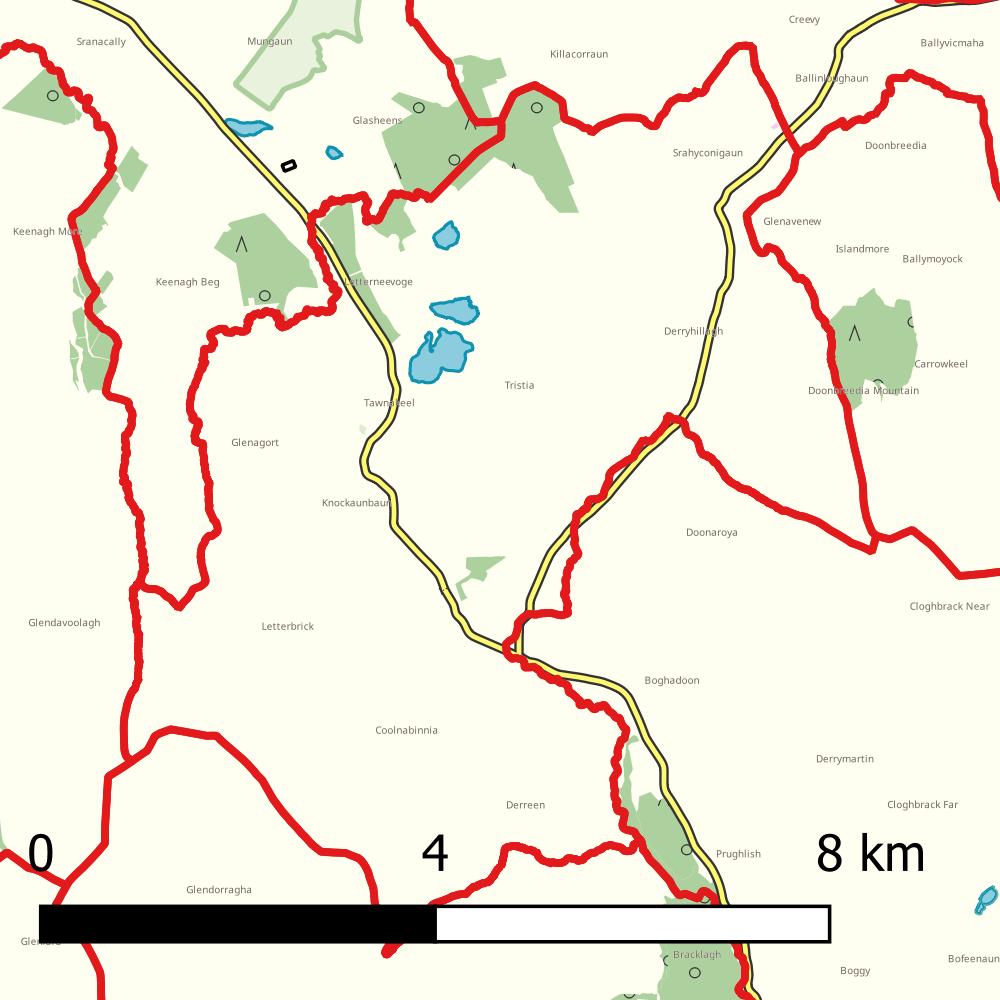 Creevy
Sranacally
Mungaun
Ballyvicmaha
Killacorraun
Ballinloughaun
Glasheens
Doonbreedia
Srahyconigaun
Glenavenew
Keenagh More
Islandmore
Ballymoyock
Keenagh Beg
Letterneevoge
Derryhillagh
Carrowkeel
Tristia
Doonbreedia Mountain
Tawnakeel
Glenagort
Knockaunbaun
Doonaroya
Cloghbrack Near
Glendavoolagh
Letterbrick
Boghadoon
Coolnabinnia
Derrymartin
Derreen
Cloghbrack Far
0 4 8 km
Prughlish
Glendorragha
Bracklagh
Bofeenaun
Boggy